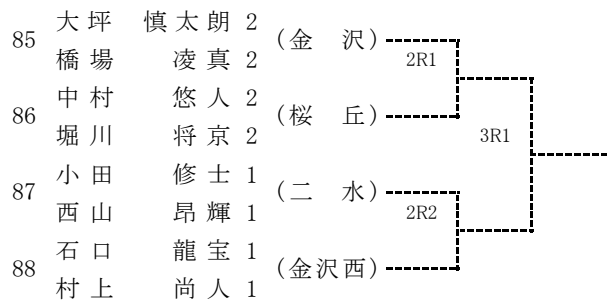 大坪 慎太朗 2
85 (金 沢)
橋場 凌真 2
2R1
中村 悠人 2
86 (桜 丘)
堀川 将京 2
3R1
小田 修士 1
87 (二 水)
西山 昂輝 1
2R2
石口 龍宝 1
88 (金沢西)
村上 尚人 1